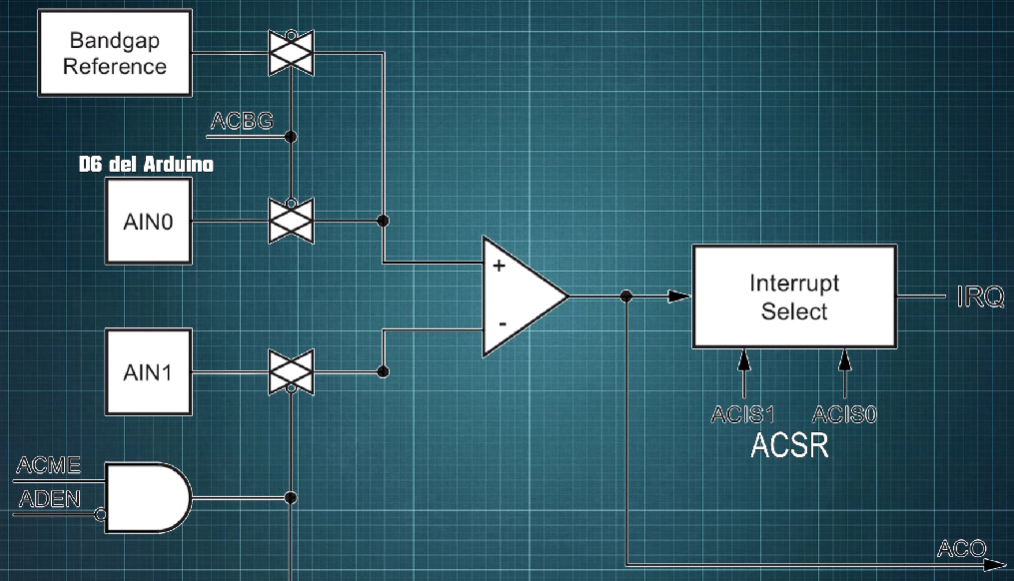 Bandgap
Reference
ACBG
D6 del Arduino
AIN0
+
-
Interrupt
Select
IRQ
AIN1
ACIS1
ACIS0
ACSR
ACME
ADEN
ACO